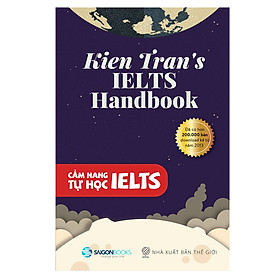 Kien Tran's
IELTS
Handbook
Đã có hơn
200.000 bản
download kể từ
năm 2013
CẨM NANG
TỰ HỌC IELTS
SAIGONBOOKS
NHÀ XUẤT BẢN THẾ GIỚI